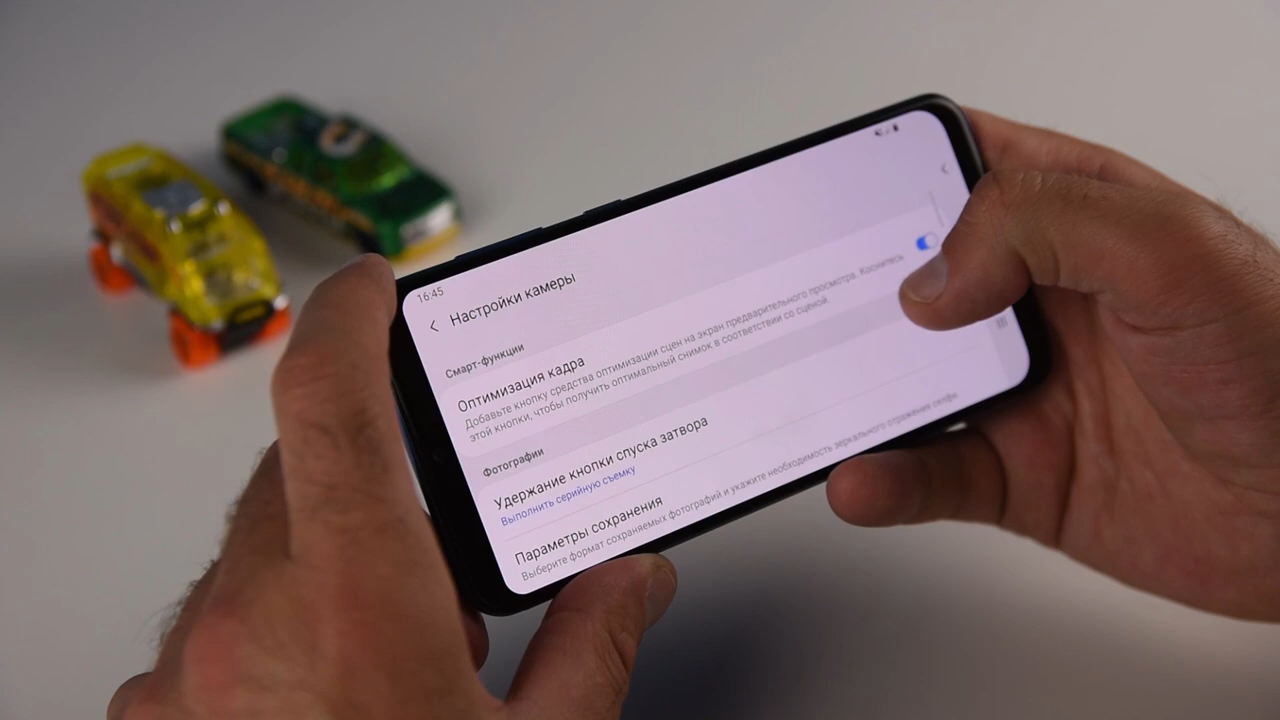 16:45
Настройки камеры
Смарт-функции
Оптимизация кадра
Добавьте кнопку средства оптимизации сцен на экран предварительного просмотра. Коснитесь
этой кнопки, чтобы получить оптимальный снимок в соответствии со сценой.
Фотографии
Удержание кнопки спуска затвора
Выполнить серийную съемку
Параметры сохранения
Выберите формат сохраняемых фотографий и укажите необходимость зеркального отражения селфи